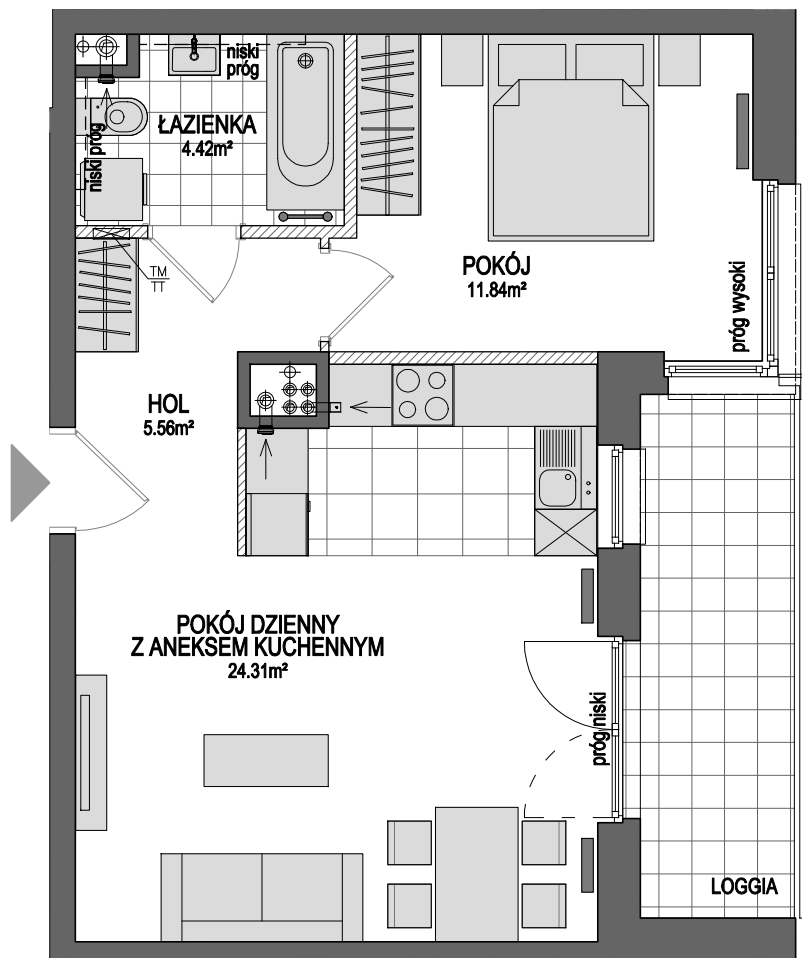 niski
próg
ŁAZIENKA
4.42m²
niski próg
TM
TT
POKÓJ
11.84m²
próg wysoki
HOL
5.56m²
POKÓJ DZIENNY
Z ANEKSEM KUCHENNYM
24.31m²
próg niski
LOGGIA